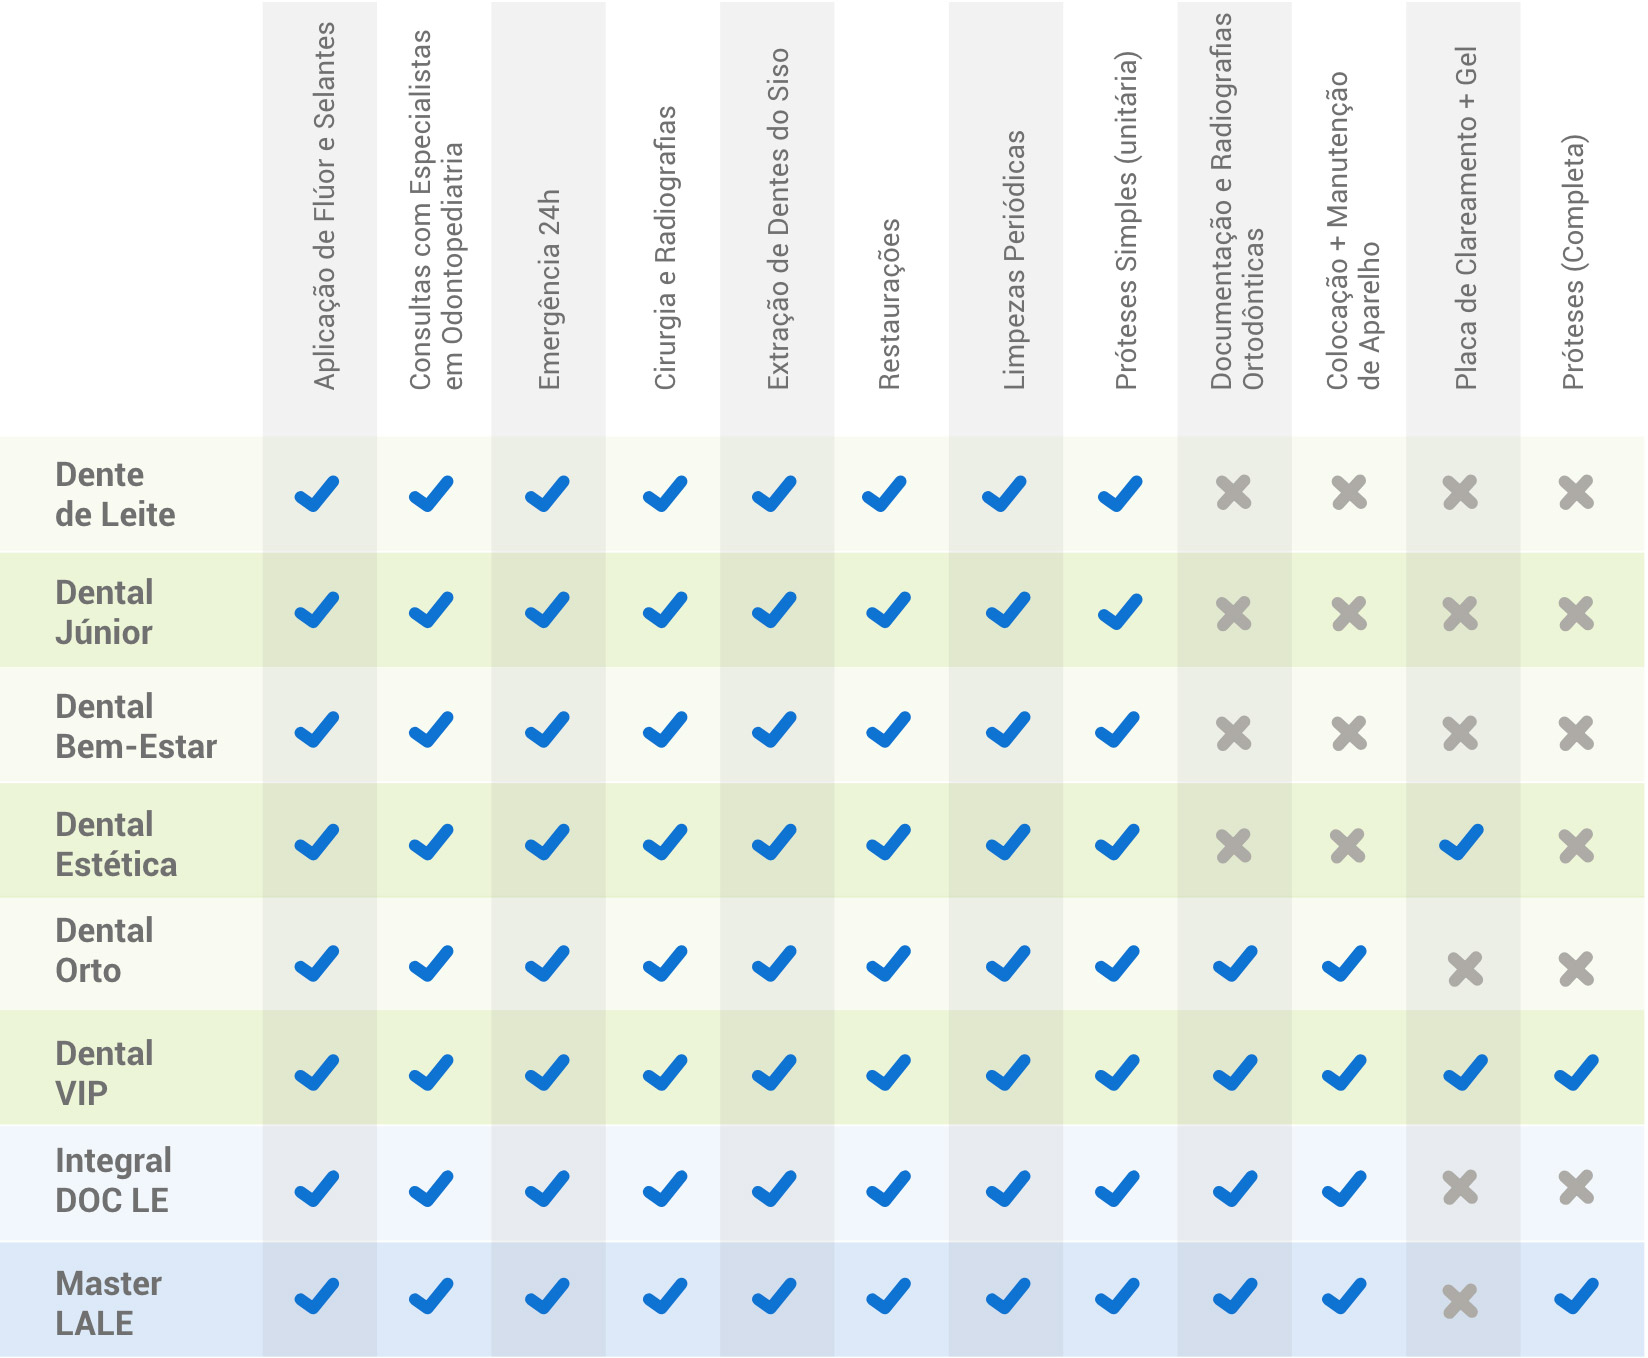 Aplicação de Flúor e Selantes
Consultas com Especialistas
em Odontopediatria
Emergência 24h
Cirurgia e Radiografias
Extração de Dentes do Siso
Restaurações
Limpezas Periódicas
Próteses Simples (unitária)
Documentação e Radiografias
Ortodônticas
Colocação + Manutenção
de Aparelho
Placa de Clareamento + Gel
Próteses (Completa)
Dente
de Leite
Dental
Júnior
Dental
Bem-Estar
Dental
Estética
Dental
Orto
Dental
VIP
Integral
DOC LE
Master
LALE